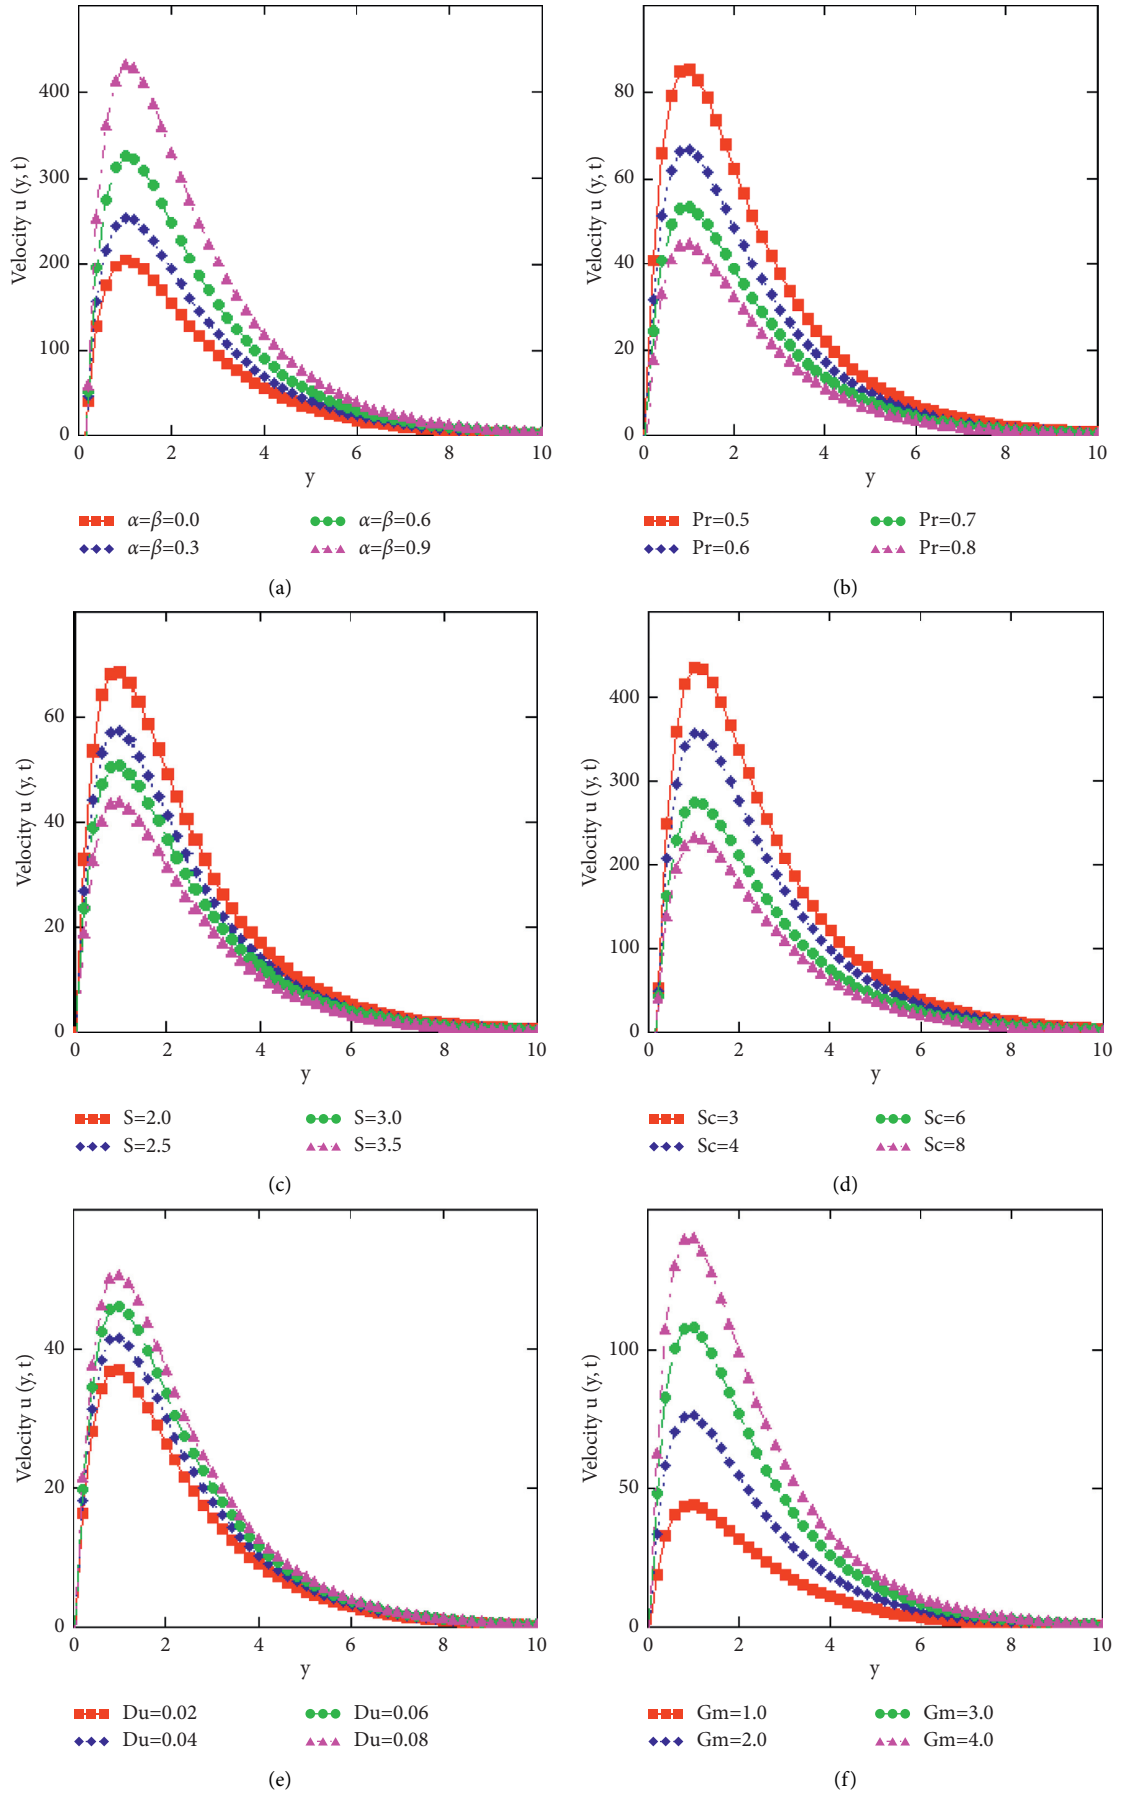 400
300
200
100
0
Velocity u (y, t)
0 2 4 6 8 10
y
α=β=0.0
α=β=0.6
α=β=0.3
α=β=0.9
(a)
80
60
40
20
0
Velocity u (y, t)
0 2 4 6 8 10
y
Pr=0.5
Pr=0.7
Pr=0.6
Pr=0.8
(b)
60
40
20
0
Velocity u (y, t)
0 2 4 6 8 10
y
S=2.0
S=3.0
S=2.5
S=3.5
(c)
400
300
200
100
0
Velocity u (y, t)
0 2 4 6 8 10
y
Sc=3
Sc=6
Sc=4
Sc=8
(d)
40
20
0
Velocity u (y, t)
0 2 4 6 8 10
y
Du=0.02
Du=0.06
Du=0.04
Du=0.08
(e)
100
50
0
Velocity u (y, t)
0 2 4 6 8 10
y
Gm=1.0
Gm=3.0
Gm=2.0
Gm=4.0
(f)